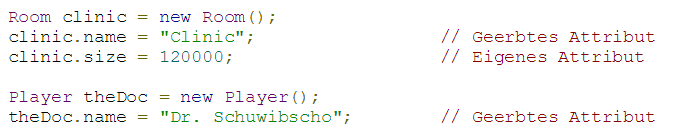 Room clinic = new Room();
clinic.name = "Clinic"; // Geerbtes Attribut
clinic.size = 120000; // Eigenes Attribut
Player theDoc = new Player();
theDoc.name = "Dr. Schuwibscho"; // Geerbtes Attribut